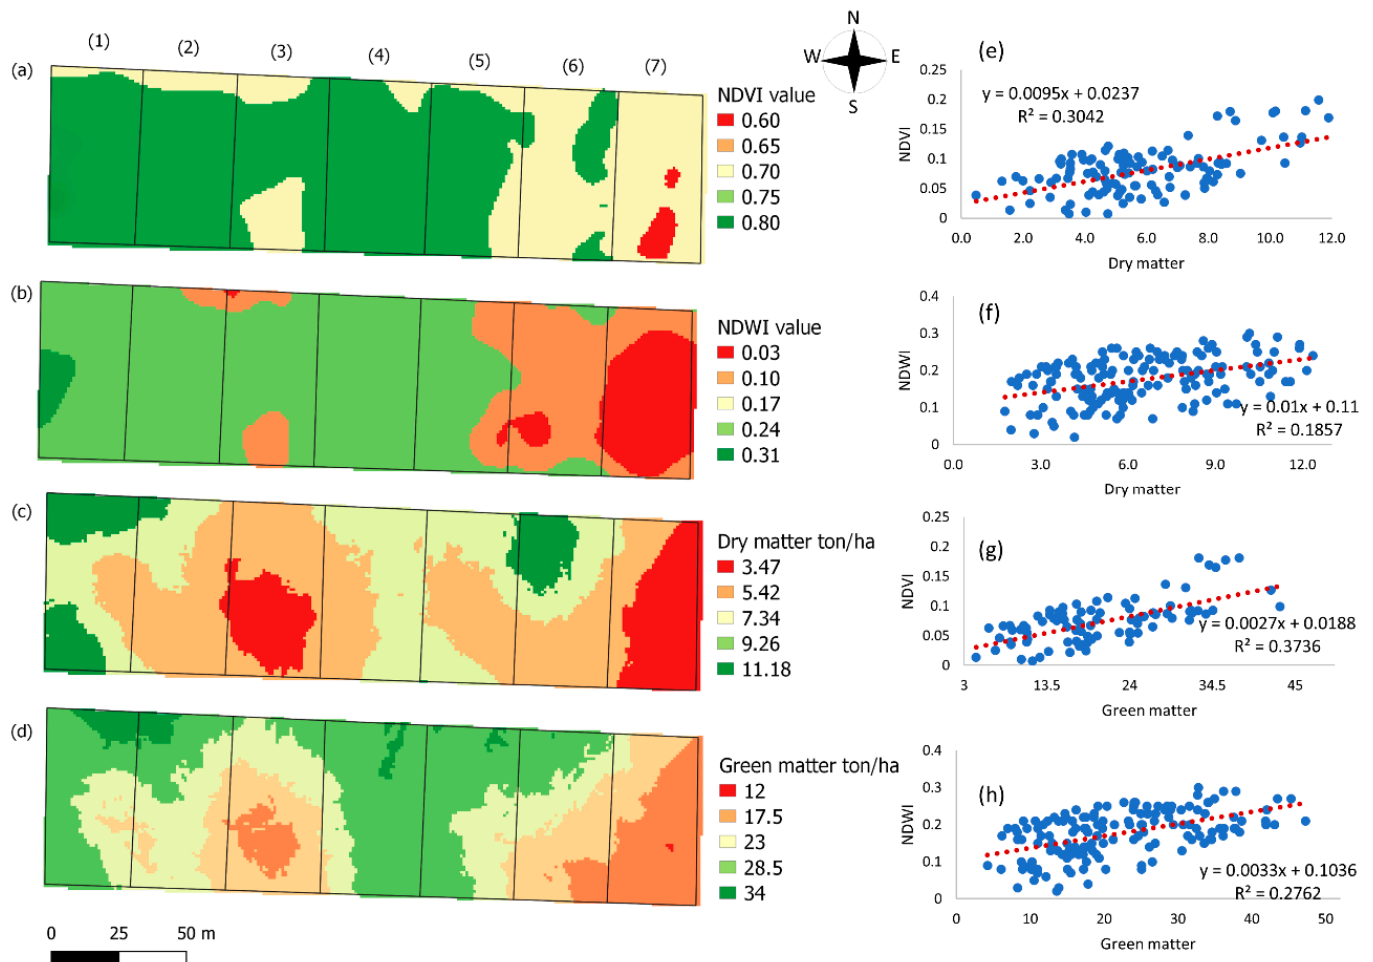 (1) (2) (3) (4) (5) (6) (7)
(a)
NDVI value
0.60
0.65
0.70
0.75
0.80
(b)
NDWI value
0.03
0.10
0.17
0.24
0.31
(c)
Dry matter ton/ha
3.47
5.42
7.34
9.26
11.18
(d)
Green matter ton/ha
12
17.5
23
28.5
34
0 25 50 m
N
W E
S
(e)
y = 0.0095x + 0.0237
R² = 0.3042
NDVI
0.25
0.2
0.15
0.1
0.05
0
0.0 2.0 4.0 6.0 8.0 10.0 12.0
Dry matter
(f)
NDWI
0.4
0.3
0.2
0.1
0
y = 0.01x + 0.11
R² = 0.1857
0.0 3.0 6.0 9.0 12.0
Dry matter
(g)
NDVI
0.25
0.2
0.15
0.1
0.05
0
y = 0.0027x + 0.0188
R² = 0.3736
3 13.5 24 34.5 45
Green matter
(h)
NDWI
0.4
0.3
0.2
0.1
0
y = 0.0033x + 0.1036
R² = 0.2762
0 10 20 30 40 50
Green matter